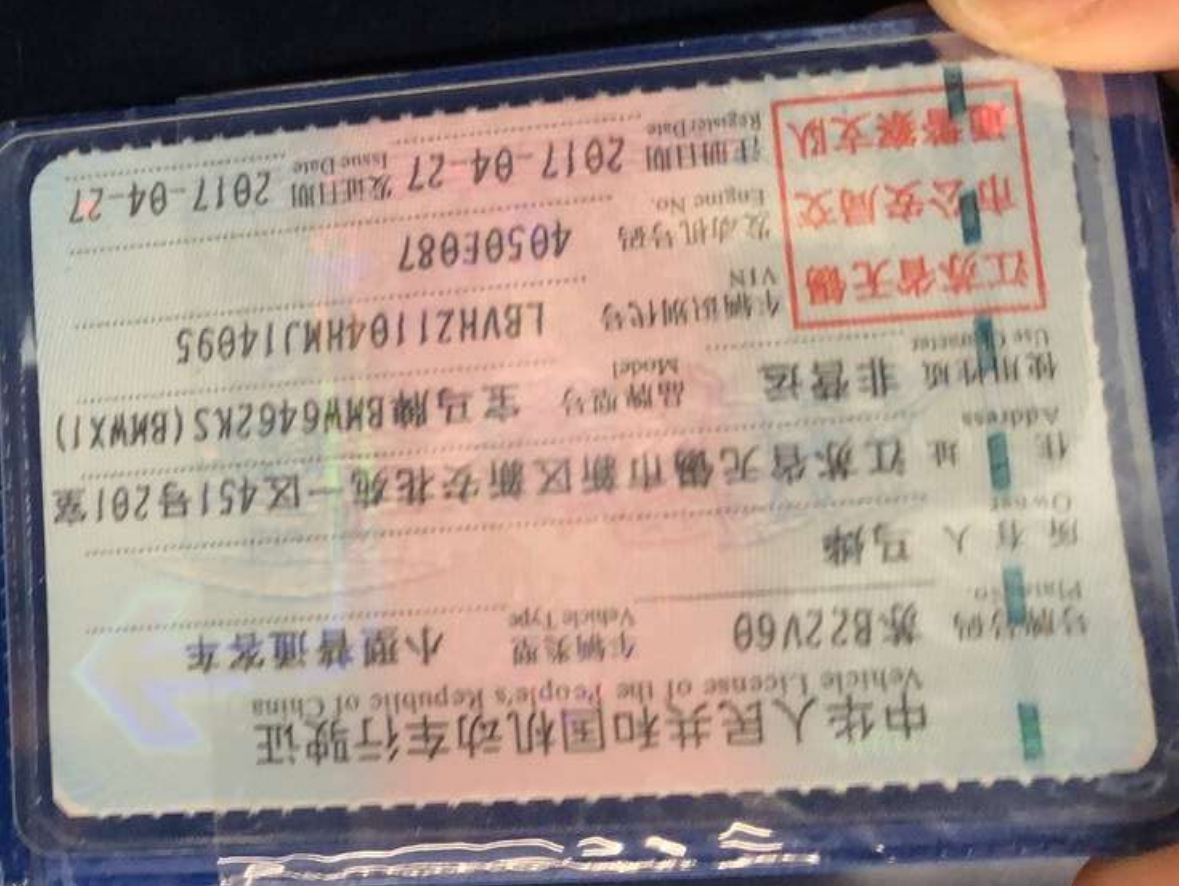 中华人民共和国机动车行驶证
Vehicle License of the People's Republic of China
号牌号码 苏B22V60 车辆类型 小型普通客车
Plate No. Vehicle Type
所有人 马烨
Owner
住址 江苏省无锡市新区新安花苑一区451号201室
Address
使用性质 非营运 品牌型号 宝马牌BMW6462KS(BMWX1)
Use Character Model
江苏省无锡
市公安局交
通警察支队
车辆识别代号 LBVHZ1104HMJ14095
VIN
发动机号码 4050E087
Engine No.
注册日期 2017-04-27 发证日期 2017-04-27
Register Date Issue Date